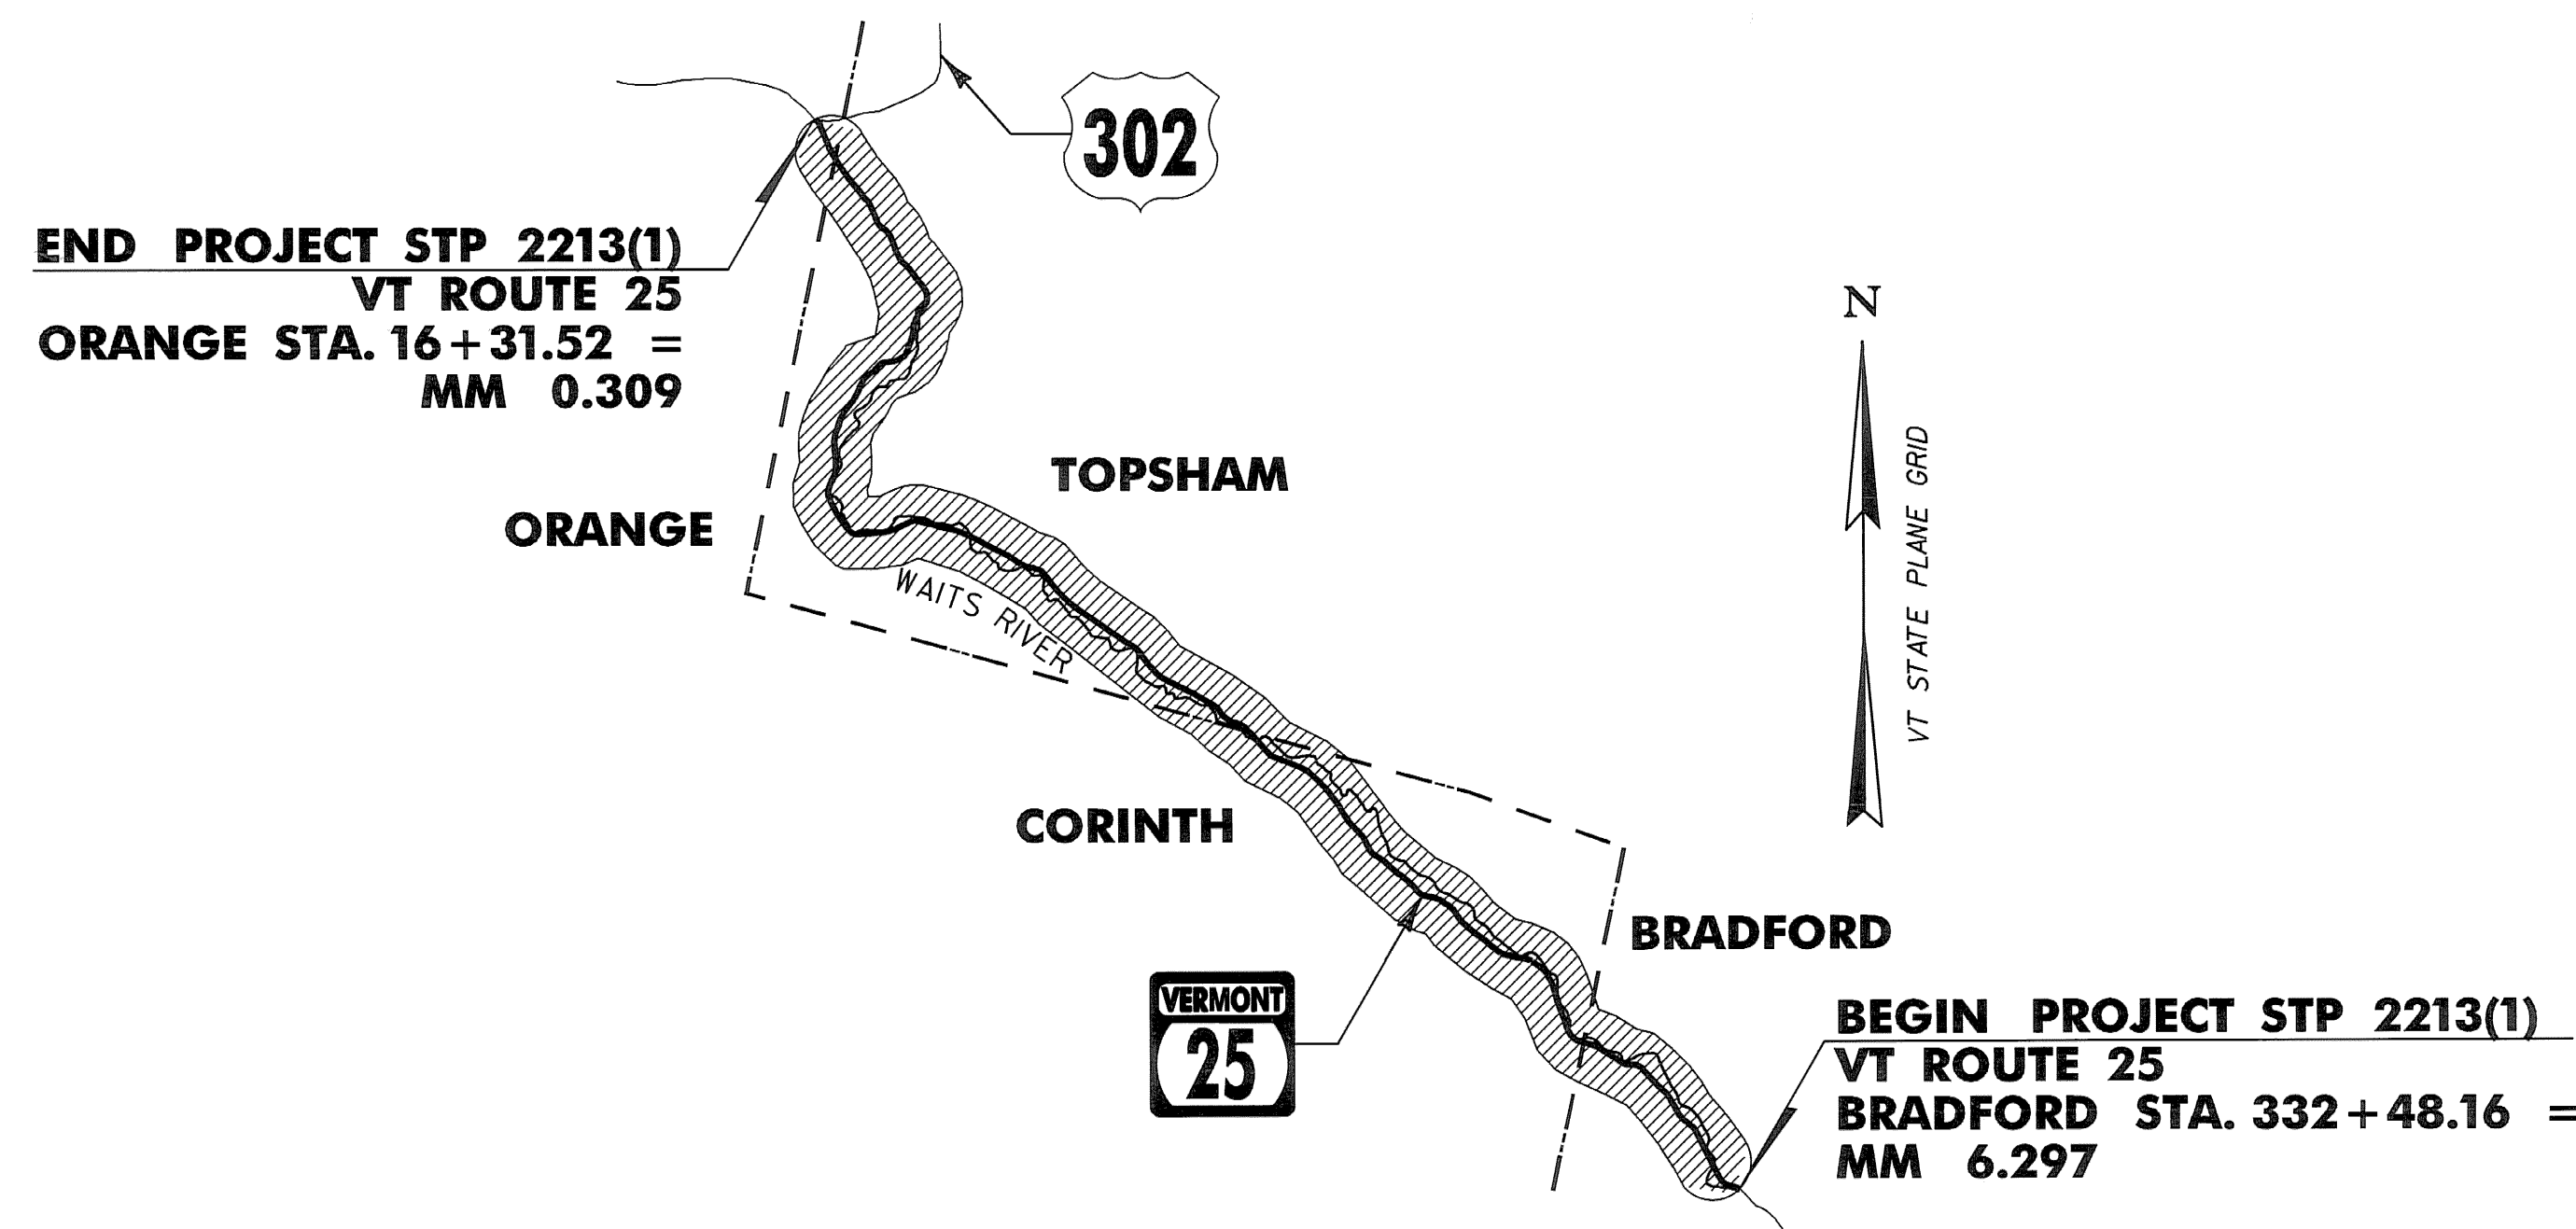 302
END PROJECT STP 2213(1)
VT ROUTE 25
ORANGE STA. 16+31.52 =
MM 0.309
N
VT STATE PLANE GRID
TOPSHAM
ORANGE
WAITS RIVER
CORINTH
BRADFORD
VERMONT
25
BEGIN PROJECT STP 2213(1)
VT ROUTE 25
BRADFORD STA. 332+48.16 =
MM 6.297